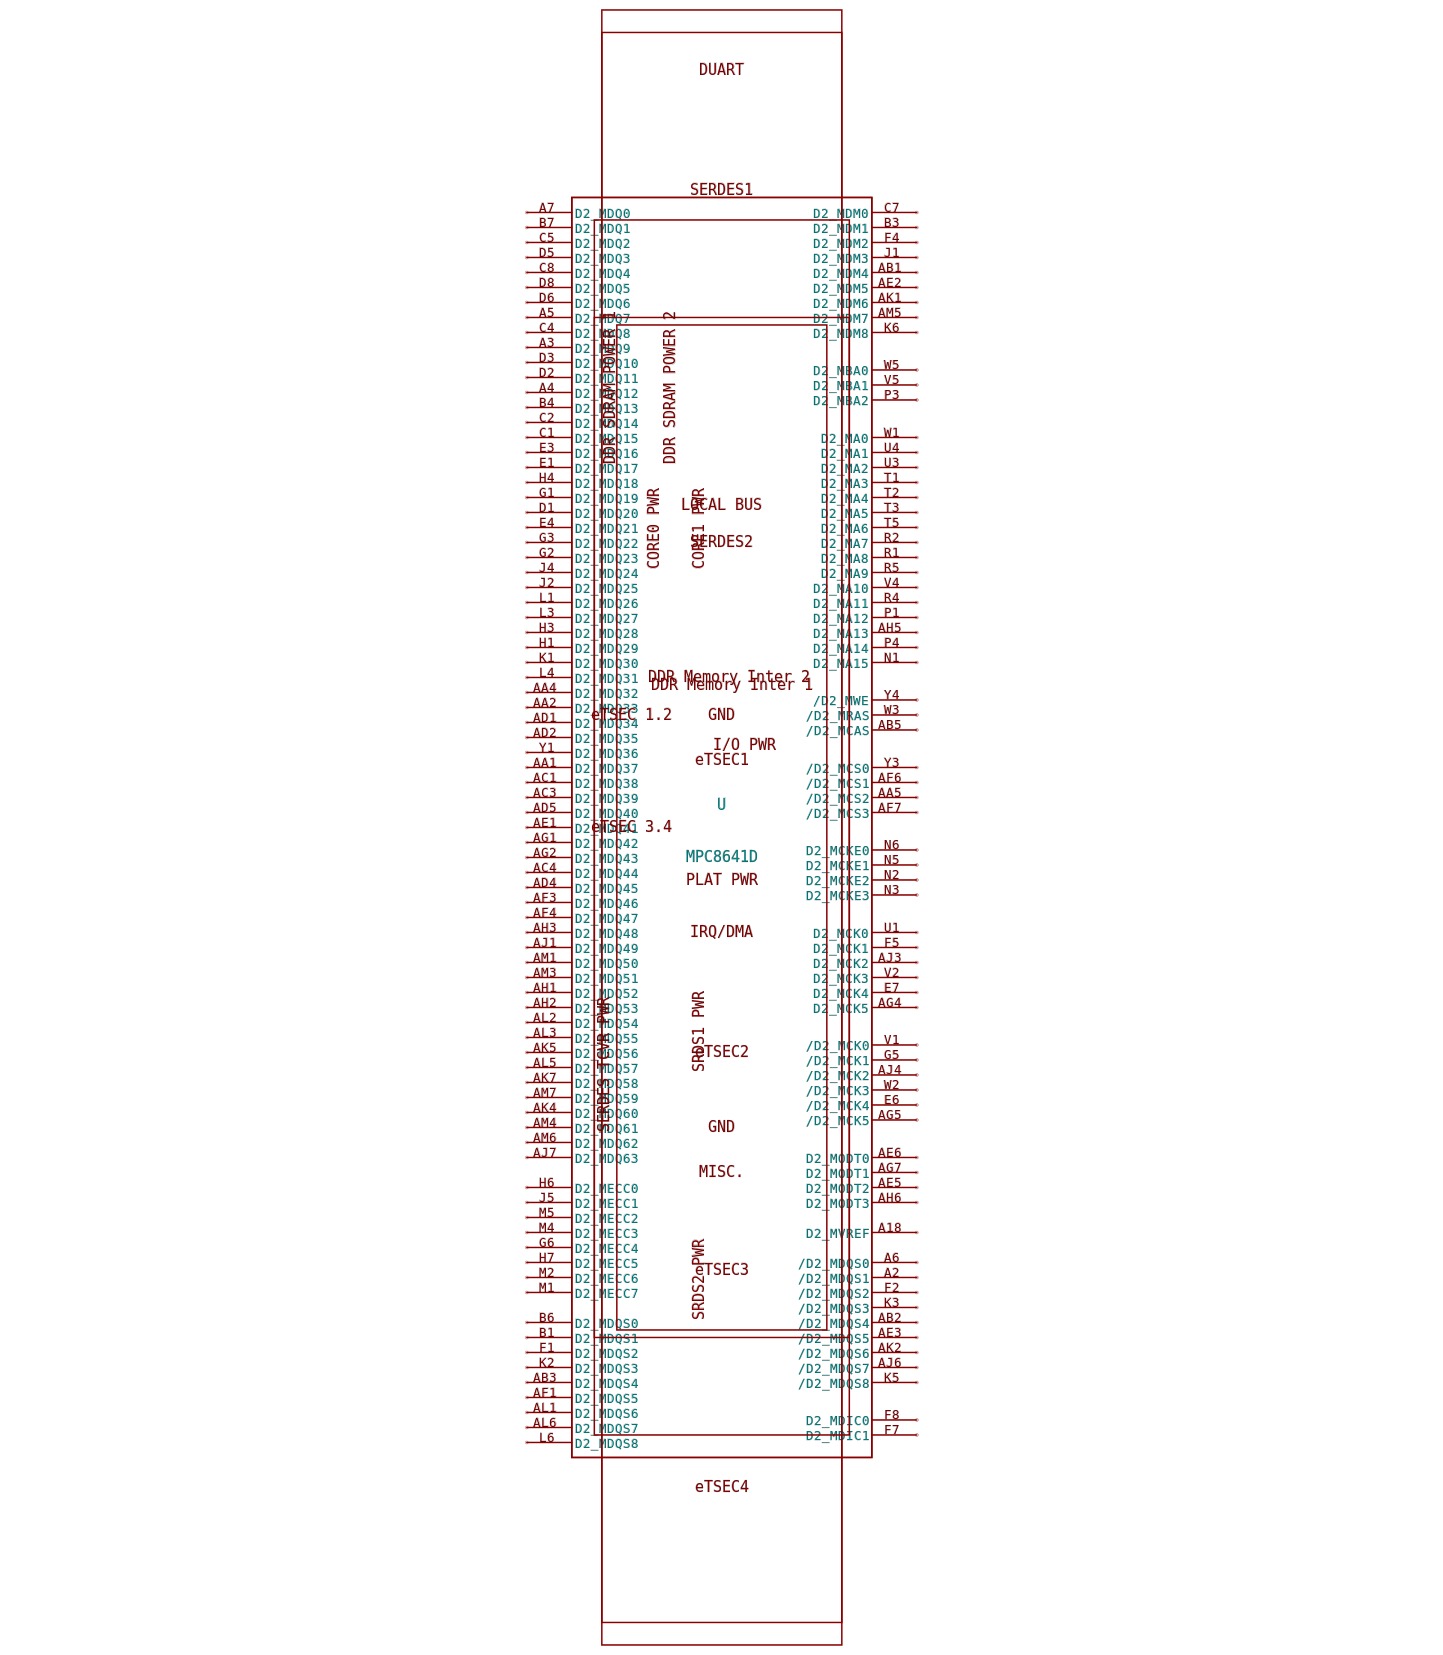 DUART
SERDES1
A7 D2_MDQ0
B7 D2_MDQ1
C5 D2_MDQ2
D5 D2_MDQ3
C8 D2_MDQ4
D8 D2_MDQ5
D6 D2_MDQ6
A5 D2_MDQ7
C4 D2_MDQ8
A3 D2_MDQ9
D3 D2_MDQ10
D2 D2_MDQ11
A4 D2_MDQ12
B4 D2_MDQ13
C2 D2_MDQ14
C1 D2_MDQ15
E3 D2_MDQ16
E1 D2_MDQ17
H4 D2_MDQ18
G1 D2_MDQ19
D1 D2_MDQ20
E4 D2_MDQ21
G3 D2_MDQ22
G2 D2_MDQ23
J4 D2_MDQ24
J2 D2_MDQ25
L1 D2_MDQ26
L3 D2_MDQ27
H3 D2_MDQ28
H1 D2_MDQ29
K1 D2_MDQ30
L4 D2_MDQ31
AA4 D2_MDQ32
AA2 D2_MDQ33
AD1 D2_MDQ34
AD2 D2_MDQ35
Y1 D2_MDQ36
AA1 D2_MDQ37
AC1 D2_MDQ38
AC3 D2_MDQ39
AD5 D2_MDQ40
AE1 D2_MDQ41
AG1 D2_MDQ42
AG2 D2_MDQ43
AC4 D2_MDQ44
AD4 D2_MDQ45
AF3 D2_MDQ46
AF4 D2_MDQ47
AH3 D2_MDQ48
AJ1 D2_MDQ49
AM1 D2_MDQ50
AM3 D2_MDQ51
AH1 D2_MDQ52
AH2 D2_MDQ53
AL2 D2_MDQ54
AL3 D2_MDQ55
AK5 D2_MDQ56
AL5 D2_MDQ57
AK7 D2_MDQ58
AM7 D2_MDQ59
AK4 D2_MDQ60
AM4 D2_MDQ61
AM6 D2_MDQ62
AJ7 D2_MDQ63
H6 D2_MECC0
J5 D2_MECC1
M5 D2_MECC2
M4 D2_MECC3
G6 D2_MECC4
H7 D2_MECC5
M2 D2_MECC6
M1 D2_MECC7
B6 D2_MDQS0
B1 D2_MDQS1
F1 D2_MDQS2
K2 D2_MDQS3
AB3 D2_MDQS4
AF1 D2_MDQS5
AL1 D2_MDQS6
AL6 D2_MDQS7
L6 D2_MDQS8
DDR SDRAM POWER 1
DDR SDRAM POWER 2
CORE0 PWR
CORE1 PWR
LOCAL BUS
SERDES2
DDR Memory Inter 2
DDR Memory Inter 1
eTSEC 1.2
GND
I/O PWR
eTSEC1
U
eTSEC 3.4
MPC8641D
PLAT PWR
IRQ/DMA
SERDES TCVR PWR
SRDS1 PWR
eTSEC2
GND
MISC.
SRDS2 PWR
eTSEC3
D2_MDM0 C7
D2_MDM1 B3
D2_MDM2 F4
D2_MDM3 J1
D2_MDM4 AB1
D2_MDM5 AE2
D2_MDM6 AK1
D2_MDM7 AM5
D2_MDM8 K6
D2_MBA0 W5
D2_MBA1 V5
D2_MBA2 P3
D2_MA0 W1
D2_MA1 U4
D2_MA2 U3
D2_MA3 T1
D2_MA4 T2
D2_MA5 T3
D2_MA6 T5
D2_MA7 R2
D2_MA8 R1
D2_MA9 R5
D2_MA10 V4
D2_MA11 R4
D2_MA12 P1
D2_MA13 AH5
D2_MA14 P4
D2_MA15 N1
/D2_MWE Y4
/D2_MRAS W3
/D2_MCAS AB5
/D2_MCS0 Y3
/D2_MCS1 AF6
/D2_MCS2 AA5
/D2_MCS3 AF7
D2_MCKE0 N6
D2_MCKE1 N5
D2_MCKE2 N2
D2_MCKE3 N3
D2_MCK0 U1
D2_MCK1 F5
D2_MCK2 AJ3
D2_MCK3 V2
D2_MCK4 E7
D2_MCK5 AG4
/D2_MCK0 V1
/D2_MCK1 G5
/D2_MCK2 AJ4
/D2_MCK3 W2
/D2_MCK4 E6
/D2_MCK5 AG5
D2_MODT0 AE6
D2_MODT1 AG7
D2_MODT2 AE5
D2_MODT3 AH6
D2_MVREF A18
/D2_MDQS0 A6
/D2_MDQS1 A2
/D2_MDQS2 F2
/D2_MDQS3 K3
/D2_MDQS4 AB2
/D2_MDQS5 AE3
/D2_MDQS6 AK2
/D2_MDQS7 AJ6
/D2_MDQS8 K5
D2_MDIC0 F8
D2_MDIC1 F7
eTSEC4